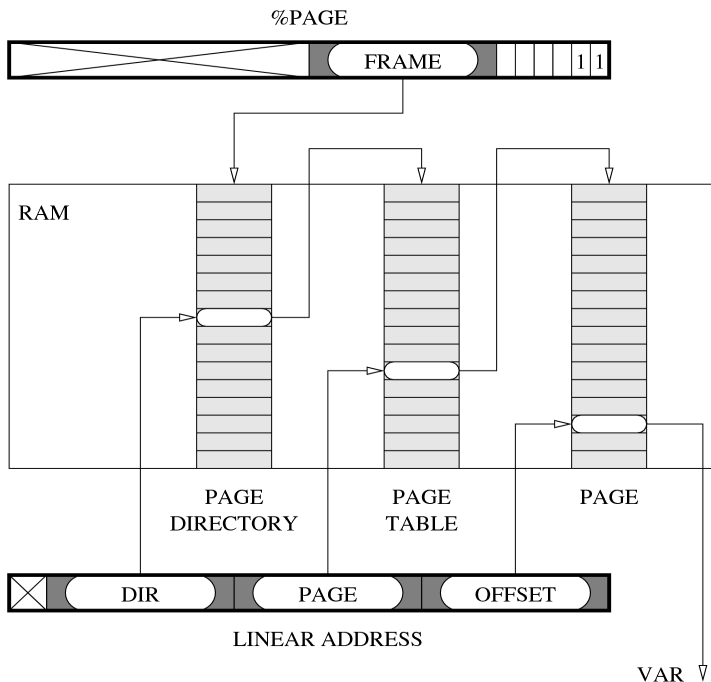 %PAGE
FRAME 1 1
RAM
PAGE DIRECTORY
PAGE TABLE
PAGE
DIR PAGE OFFSET
LINEAR ADDRESS
VAR